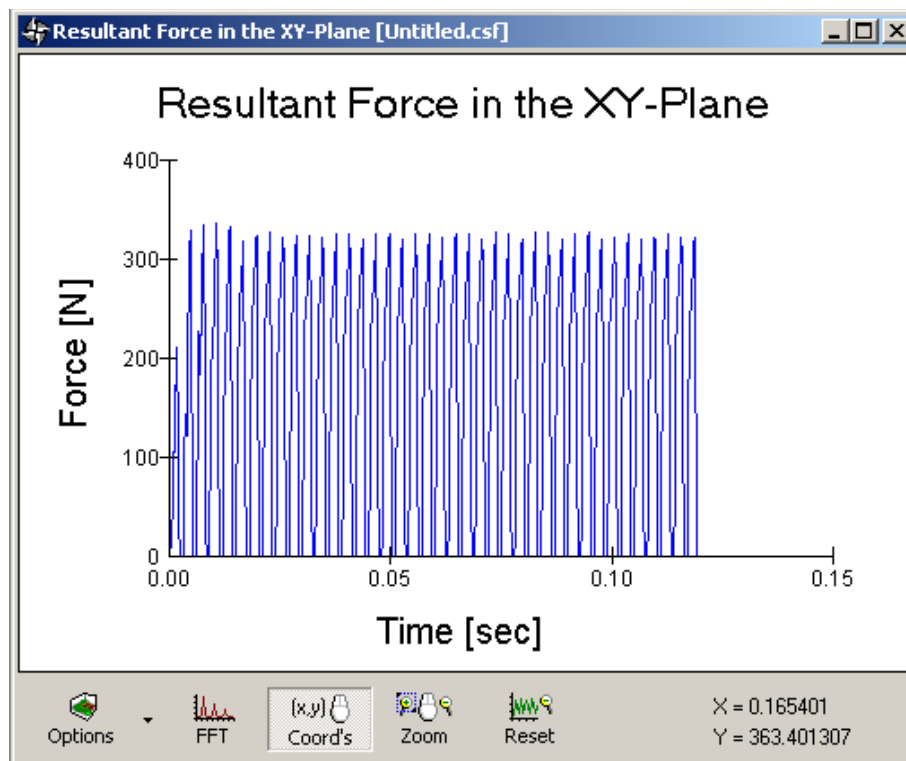 Resultant Force in the XY-Plane [Untitled.csf]
Resultant Force in the XY-Plane
400
300
200
100
0
Force [N]
0.00 0.05 0.10 0.15
Time [sec]
Options FFT (x,y) Coord's Zoom Reset
X = 0.165401
Y = 363.401307